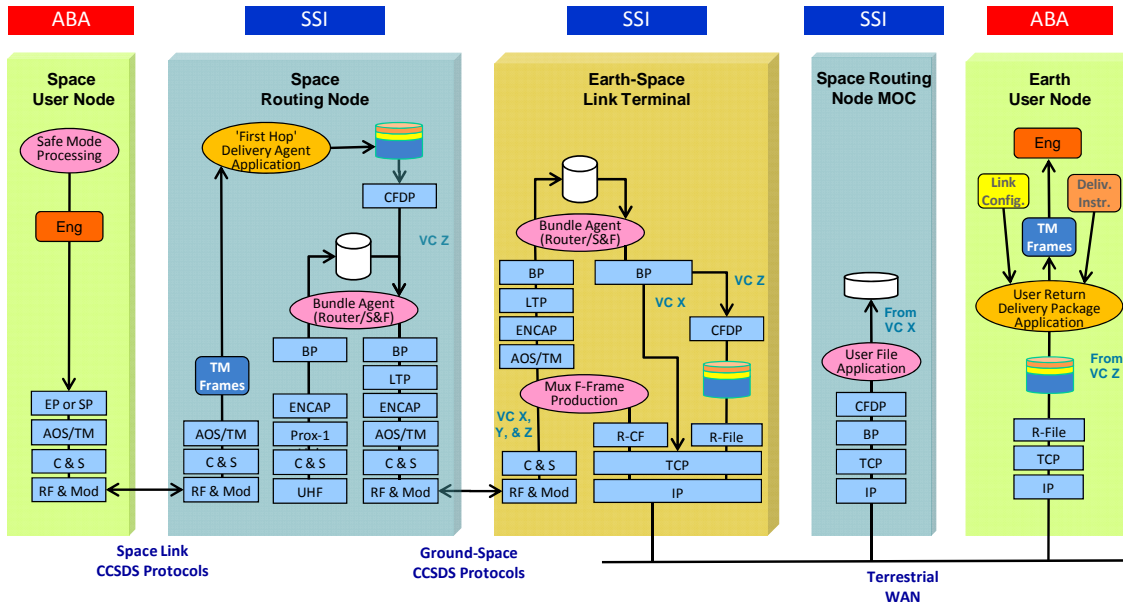 ABA
SSI
SSI
SSI
ABA
Space
User Node
Safe Mode
Processing
Eng
EP or SP
AOS/TM
C & S
RF & Mod
Space
Routing Node
'First Hop'
Delivery Agent
Application
CFDP
VC Z
Bundle Agent
(Router/S&F)
TM
Frames
AOS/TM
C & S
RF & Mod
BP
ENCAP
Prox-1
C & S
UHF
BP
LTP
ENCAP
AOS/TM
C & S
RF & Mod
Earth-Space
Link Terminal
Bundle Agent
(Router/S&F)
BP
LTP
ENCAP
AOS/TM
BP
VC Z
VC X
CFDP
Mux F-Frame
Production
VC X,
Y, & Z
R-CF
R-File
C & S
TCP
RF & Mod
IP
Space Routing
Node MOC
From
VC X
User File
Application
CFDP
BP
TCP
IP
Earth
User Node
Eng
Link
Config.
Deliv.
Instr.
TM
Frames
User Return
Delivery Package
Application
From
VC Z
R-File
TCP
IP
Space Link
CCSDS Protocols
Ground-Space
CCSDS Protocols
Terrestrial
WAN